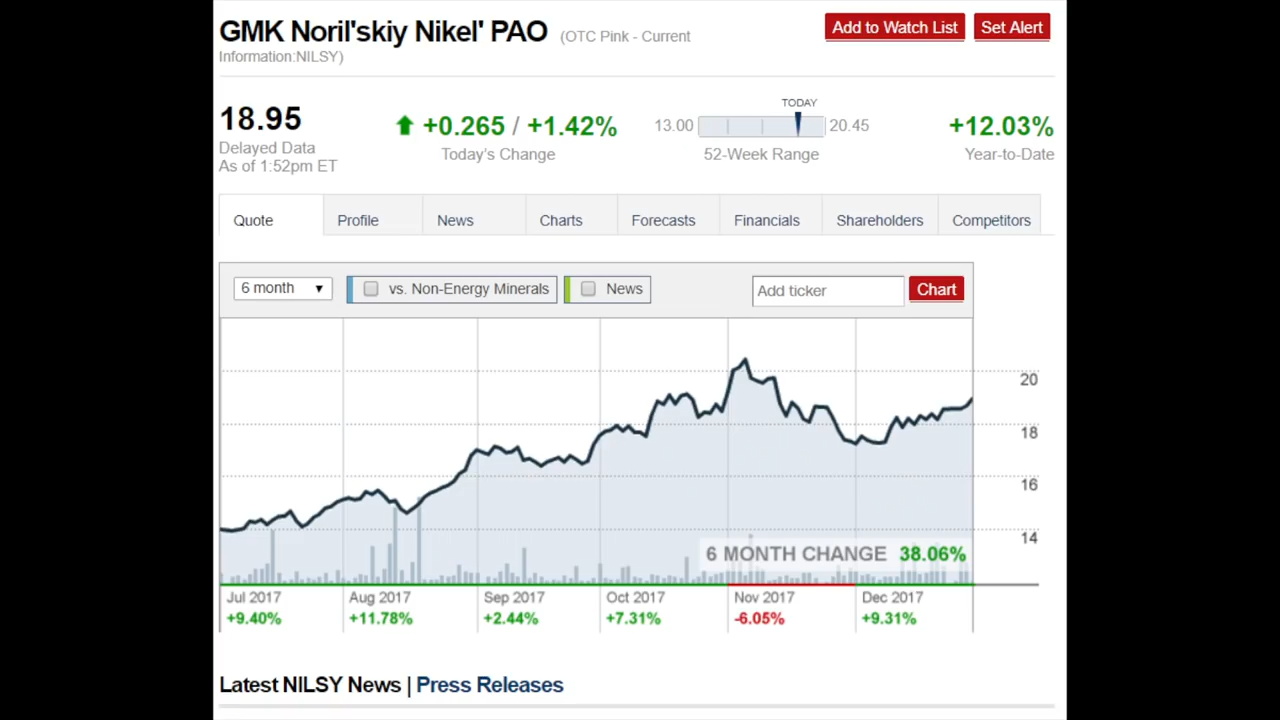 GMK Noril'skiy Nikel' PAO (OTC Pink - Current
Information:NILSY)
Add to Watch List Set Alert
18.95
Delayed Data
As of 1:52pm ET
+0.265 / +1.42%
Today's Change
TODAY
13.00 20.45
52-Week Range
+12.03%
Year-to-Date
Quote Profile News Charts Forecasts Financials Shareholders Competitors
6 month vs. Non-Energy Minerals News Add ticker Chart
20
18
16
14
6 MONTH CHANGE 38.06%
Jul 2017 Aug 2017 Sep 2017 Oct 2017 Nov 2017 Dec 2017
+9.40% +11.78% +2.44% +7.31% -6.05% +9.31%
Latest NILSY News | Press Releases